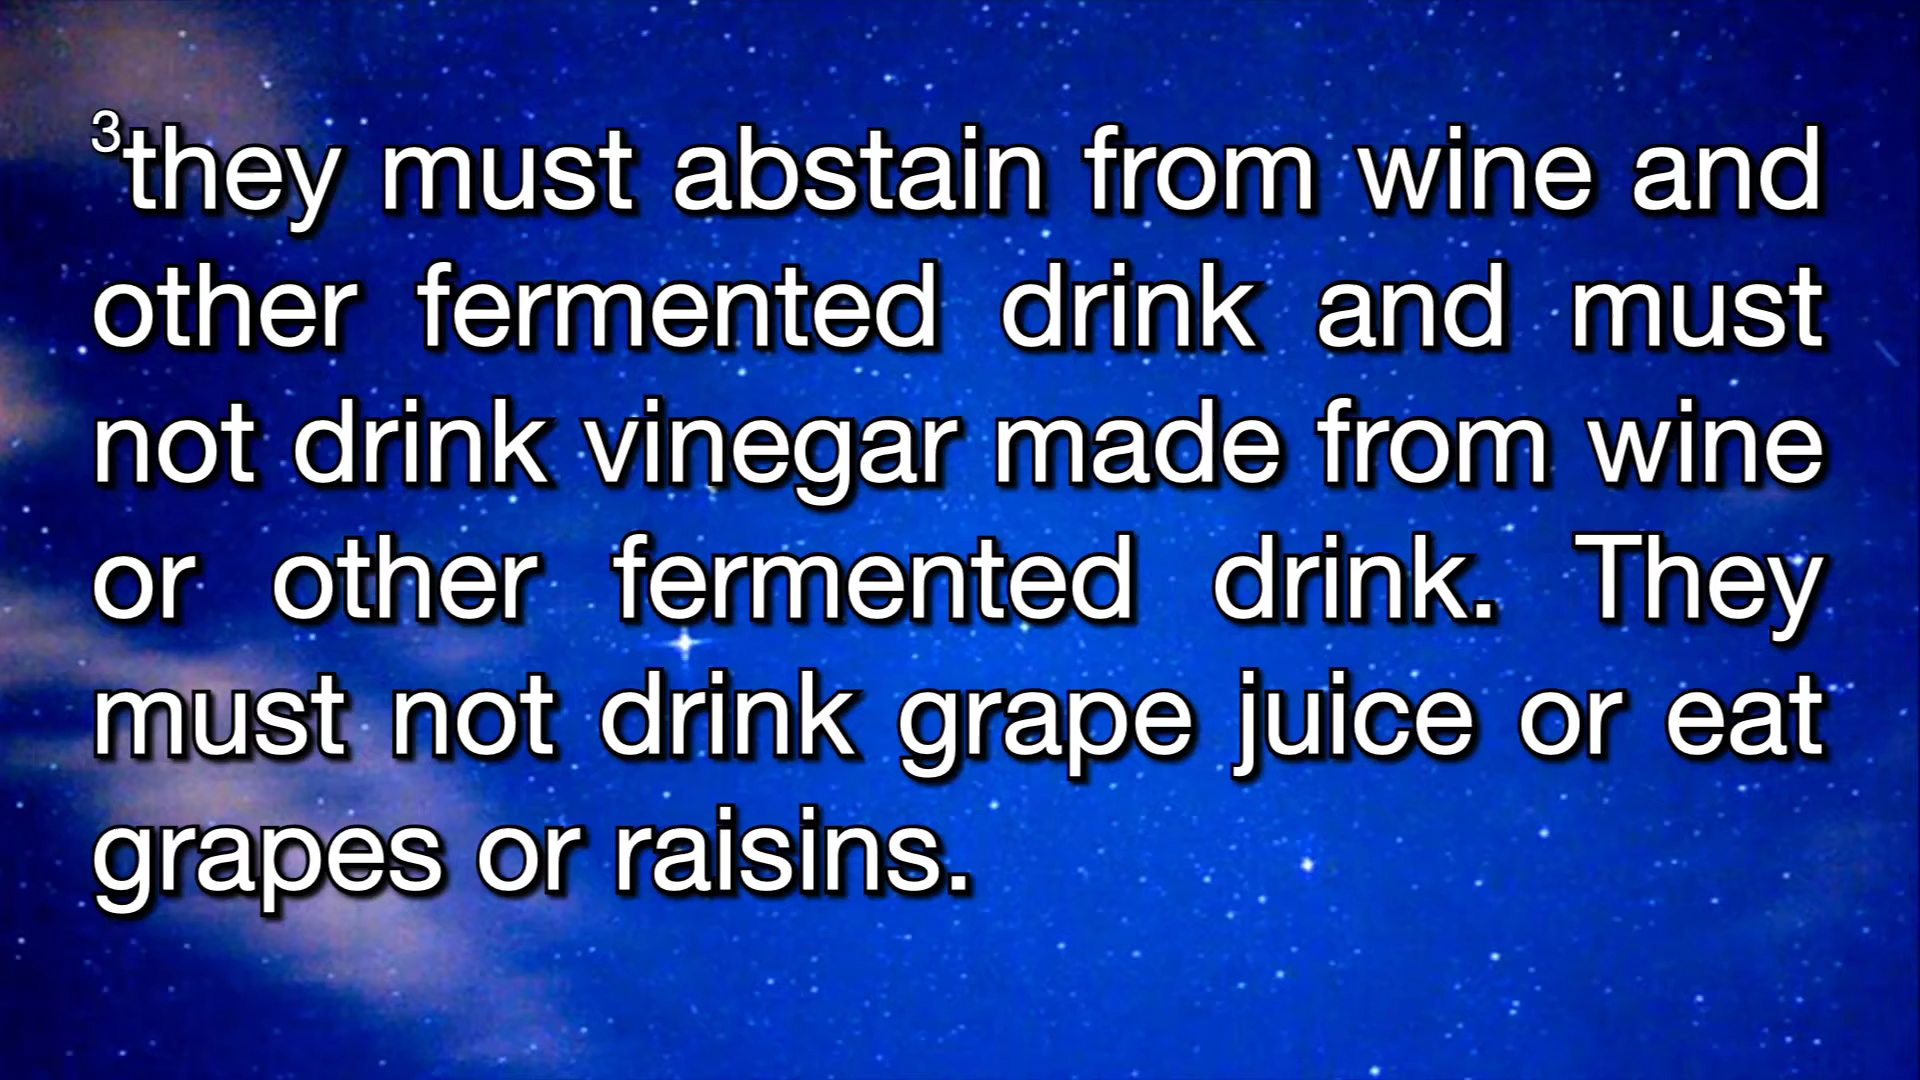 ³they must abstain from wine and
other fermented drink and must
not drink vinegar made from wine
or other fermented drink. They
must not drink grape juice or eat
grapes or raisins.